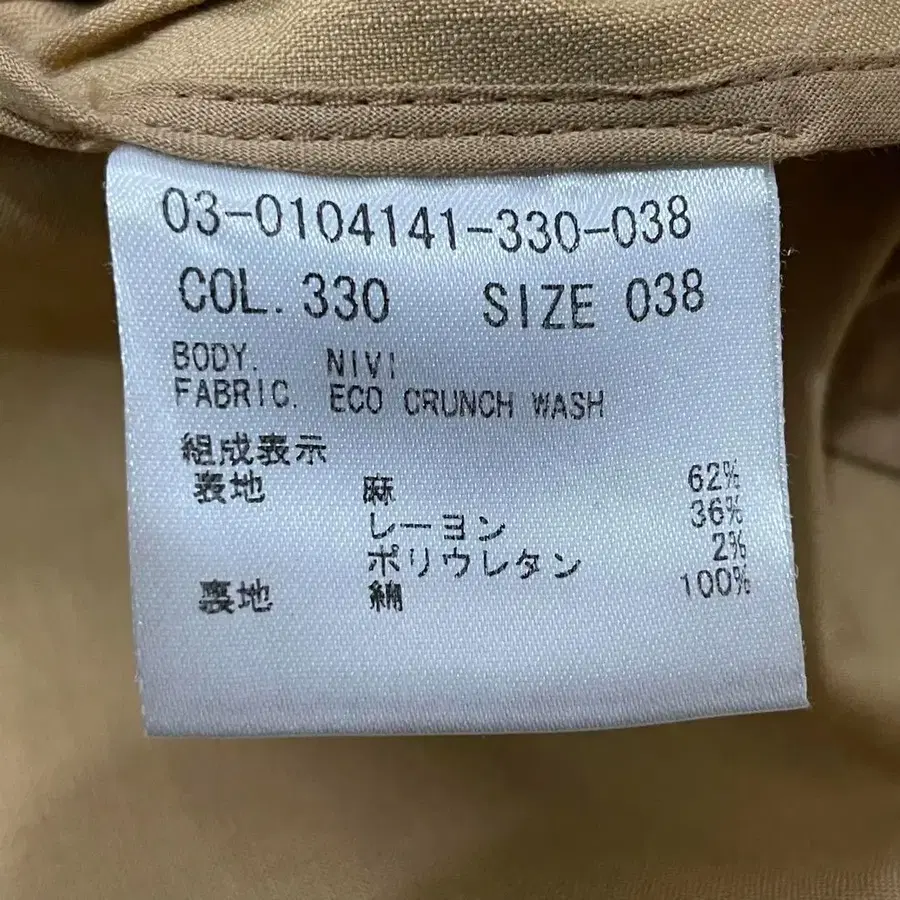 03-0104141-330-038
COL. 330 SIZE 038
BODY. NIVI
FABRIC. ECO CRUNCH WASH
組成表示
表地 麻 62%
レーヨン 36%
ポリウレタン 2%
裏地 100%